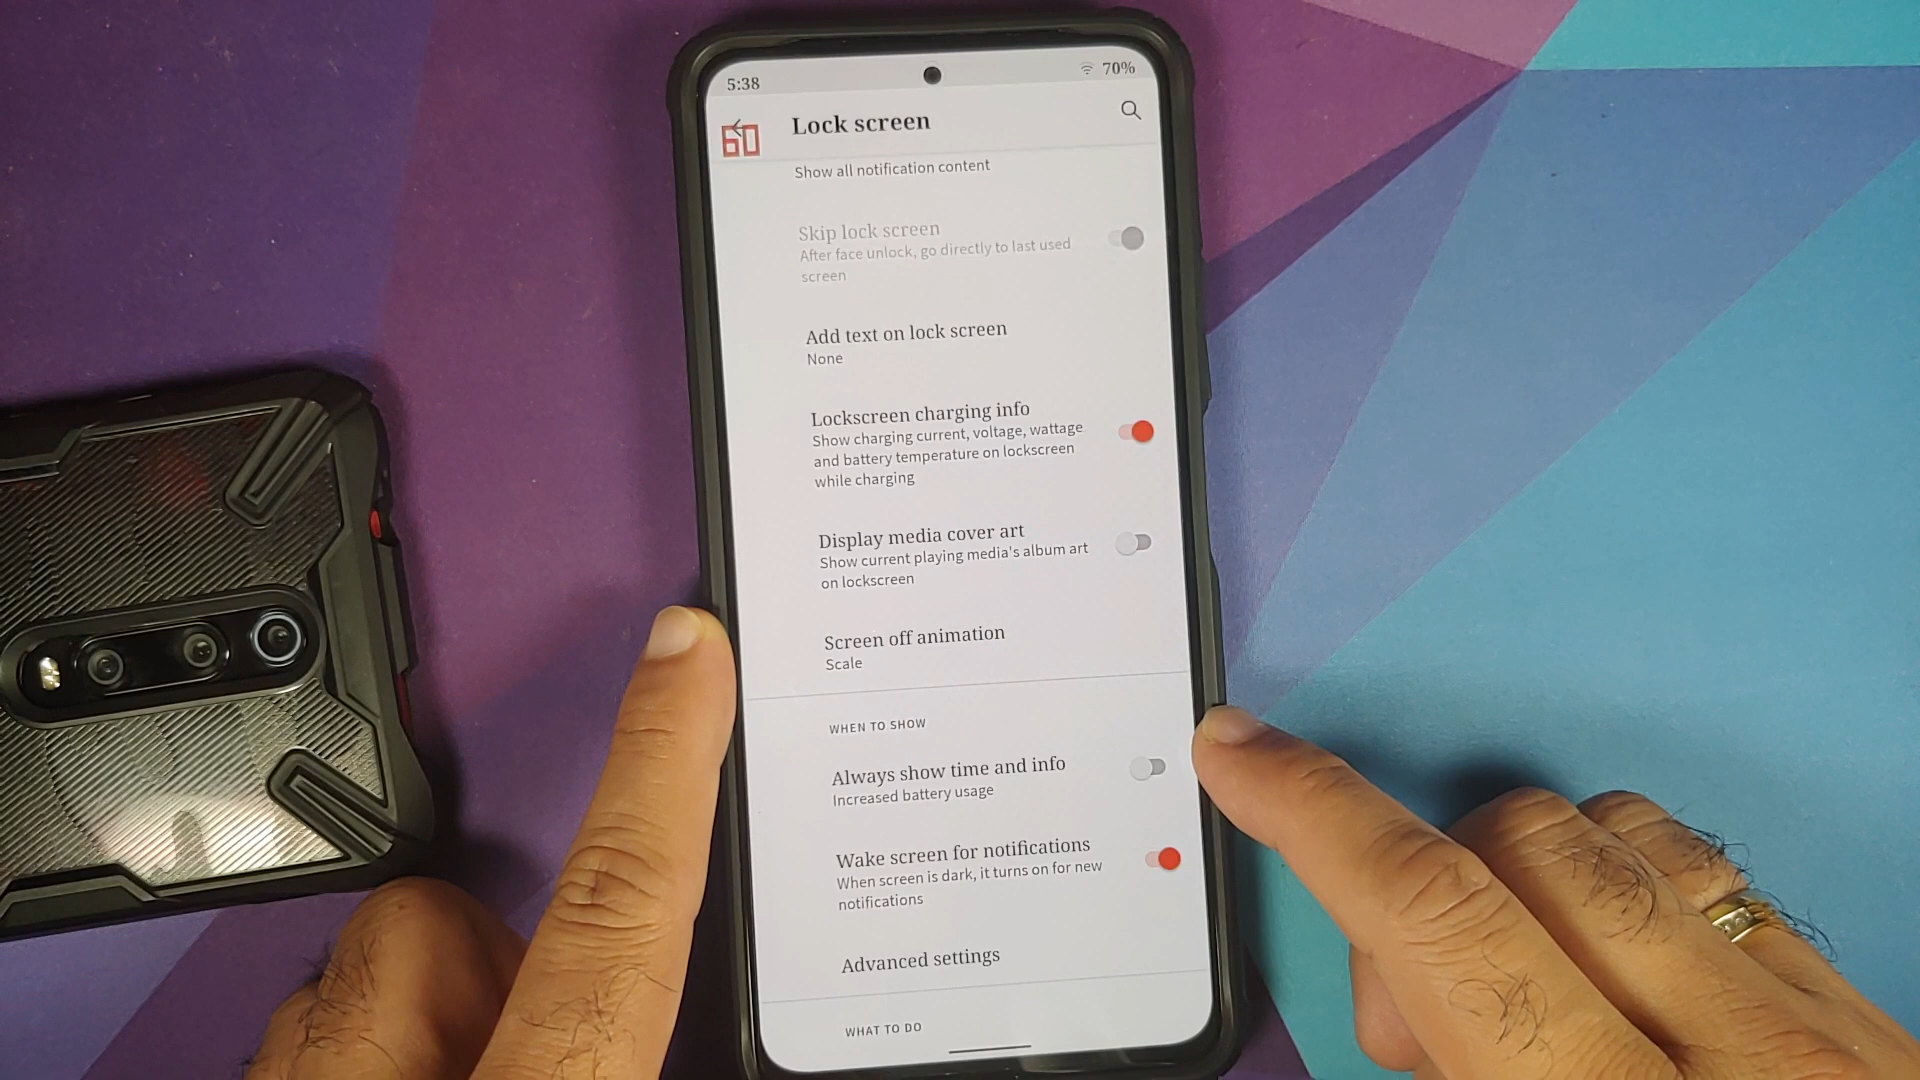 5:38
70%
60
Lock screen
Show all notification content
Skip lock screen
After face unlock, go directly to last used
screen
Add text on lock screen
None
Lockscreen charging info
Show charging current, voltage, wattage
and battery temperature on lockscreen
while charging
Display media cover art
Show current playing media's album art
on lockscreen
Screen off animation
Scale
WHEN TO SHOW
Always show time and info
Increased battery usage
Wake screen for notifications
When screen is dark, it turns on for new
notifications
Advanced settings
WHAT TO DO